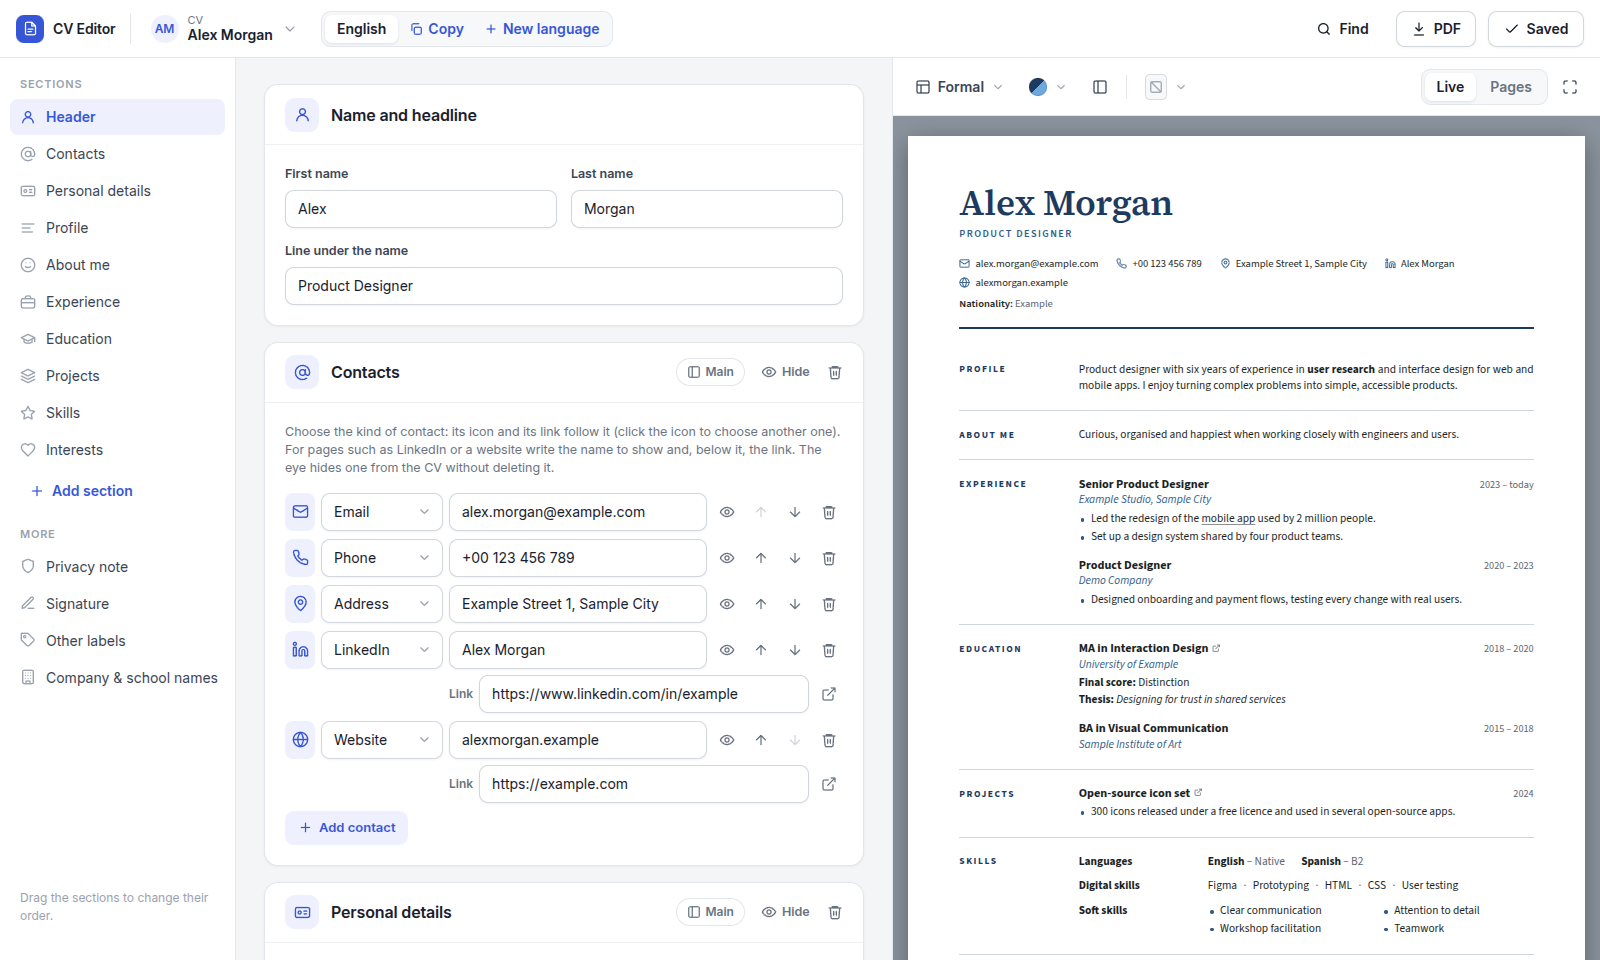 CV Editor
AM
CV
Alex Morgan
English
Copy
New language
Find
PDF
Saved
SECTIONS
Header
Contacts
Personal details
Profile
About me
Experience
Education
Projects
Skills
Interests
Add section
MORE
Privacy note
Signature
Other labels
Company & school names
Drag the sections to change their
order.
Name and headline
First name
Last name
Alex
Morgan
Line under the name
Product Designer
Contacts
Main
Hide
Choose the kind of contact: its icon and its link follow it (click the icon to choose another one).
For pages such as LinkedIn or a website write the name to show and, below it, the link. The
eye hides one from the CV without deleting it.
Email
alex.morgan@example.com
Phone
+00 123 456 789
Address
Example Street 1, Sample City
LinkedIn
Alex Morgan
Link
https://www.linkedin.com/in/example
Website
alexmorgan.example
Link
https://example.com
Add contact
Personal details
Main
Hide
Formal
Live
Pages
Alex Morgan
PRODUCT DESIGNER
alex.morgan@example.com +00 123 456 789 Example Street 1, Sample City Alex Morgan
alexmorgan.example
Nationality: Example
PROFILE
Product designer with six years of experience in user research and interface design for web and
mobile apps. I enjoy turning complex problems into simple, accessible products.
ABOUT ME
Curious, organised and happiest when working closely with engineers and users.
EXPERIENCE
Senior Product Designer 2023 – today
Example Studio, Sample City
• Led the redesign of the mobile app used by 2 million people.
• Set up a design system shared by four product teams.
Product Designer 2020 – 2023
Demo Company
• Designed onboarding and payment flows, testing every change with real users.
EDUCATION
MA in Interaction Design 2018 – 2020
University of Example
Final score: Distinction
Thesis: Designing for trust in shared services
BA in Visual Communication 2015 – 2018
Sample Institute of Art
PROJECTS
Open-source icon set 2024
• 300 icons released under a free licence and used in several open-source apps.
SKILLS
Languages English – Native Spanish – B2
Digital skills Figma · Prototyping · HTML · CSS · User testing
Soft skills • Clear communication • Attention to detail
• Workshop facilitation • Teamwork